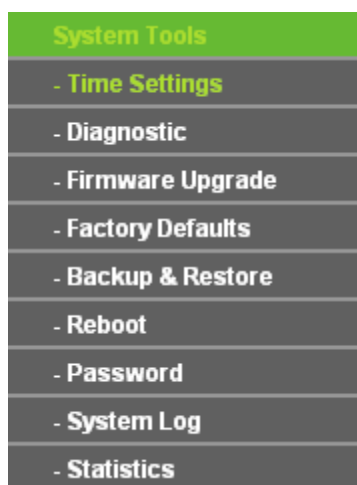 System Tools
- Time Settings
- Diagnostic
- Firmware Upgrade
- Factory Defaults
- Backup & Restore
- Reboot
- Password
- System Log
- Statistics